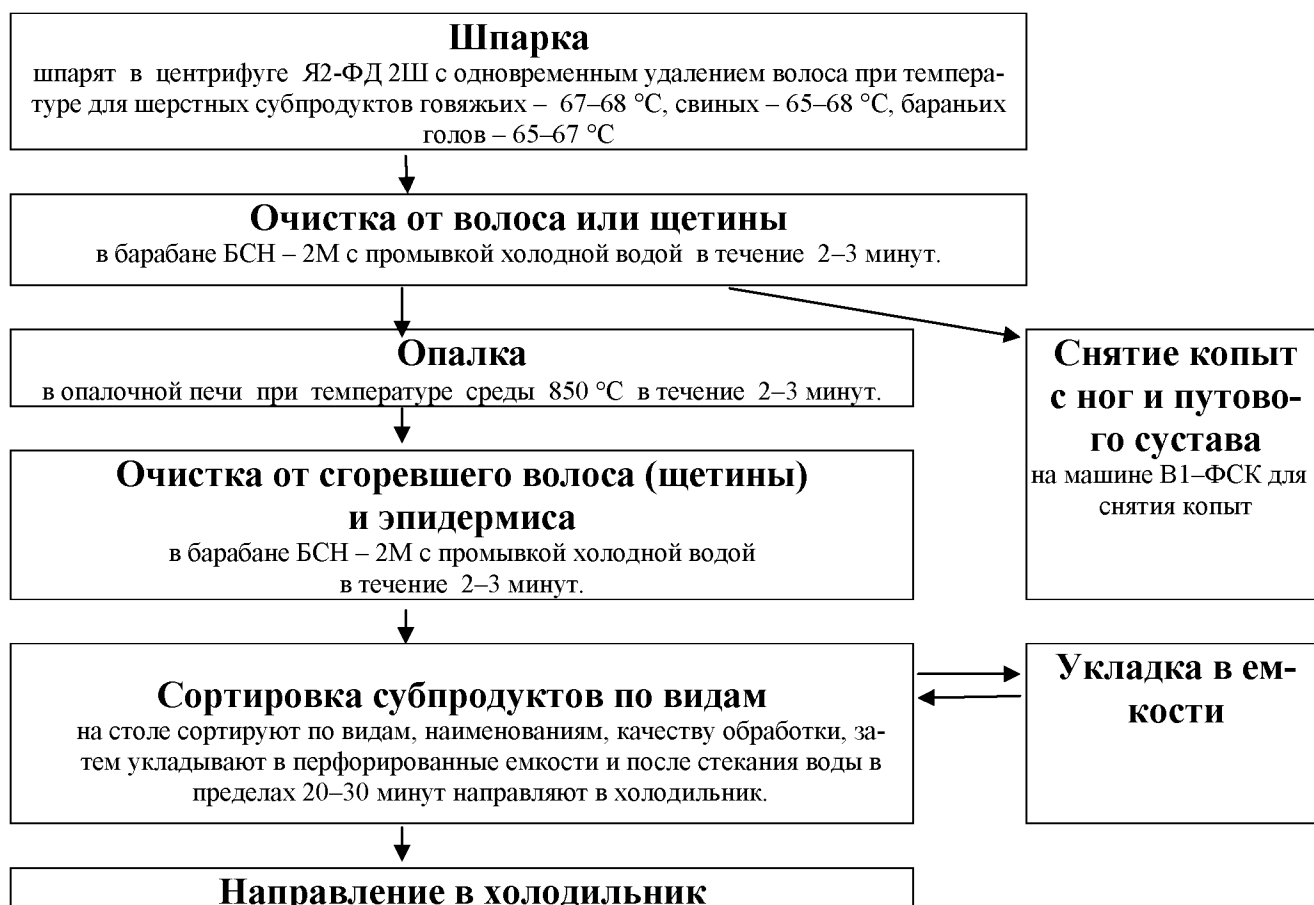 Шпарка
шпарят в центрифуге Я2-ФД 2Ш с одновременным удалением волоса при темпера-
туре для шерстных субпродуктов говяжьих – 67–68 °С, свиных – 65–68 °С, бараньих
голов – 65–67 °С
Очистка от волоса или щетины
в барабане БСН – 2М с промывкой холодной водой в течение 2–3 минут.
Опалка
в опалочной печи при температуре среды 850 °С в течение 2–3 минут.
Снятие копыт
с ног и путово-
го сустава
на машине В1–ФСК для
снятия копыт
Очистка от сгоревшего волоса (щетины)
и эпидермиса
в барабане БСН – 2М с промывкой холодной водой
в течение 2–3 минут.
Сортировка субпродуктов по видам
на столе сортируют по видам, наименованиям, качеству обработки, за-
тем укладывают в перфорированные емкости и после стекания воды в
пределах 20–30 минут направляют в холодильник.
Укладка в ем-
кости
Направление в холодильник